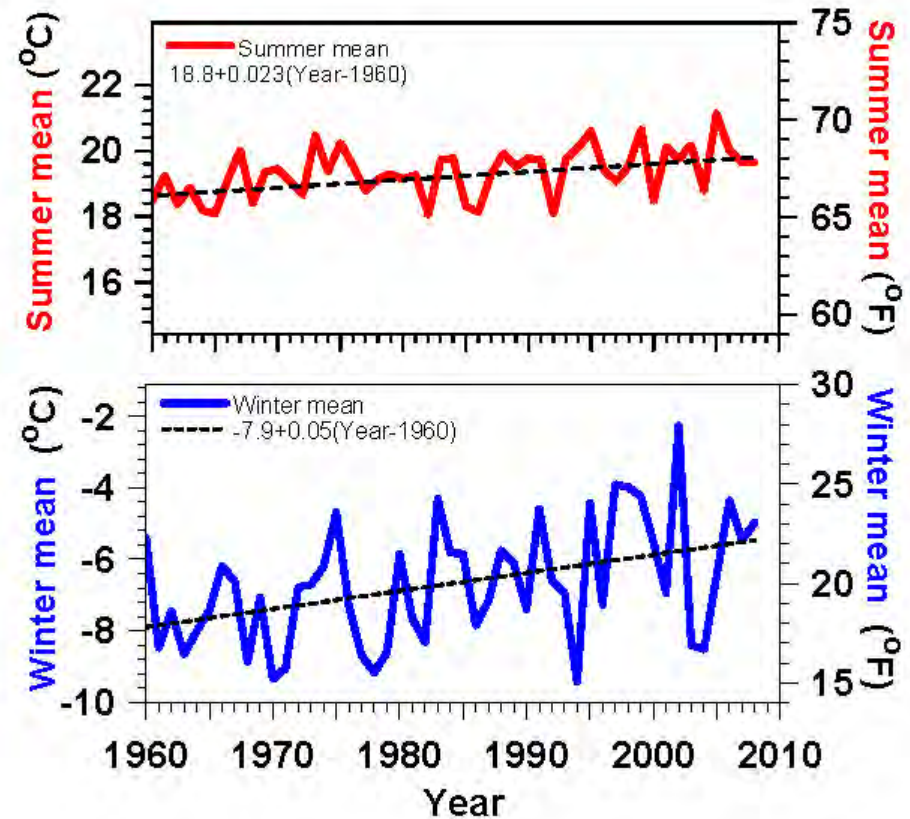 Summer mean (°C)
22
20
18
16
Summer mean
18.8+0.023(Year-1960)
75
70
65
60
Summer mean (°F)
Winter mean (°C)
-2
-4
-6
-8
-10
Winter mean
-7.9+0.05(Year-1960)
30
25
20
15
Winter mean (°F)
1960 1970 1980 1990 2000 2010
Year